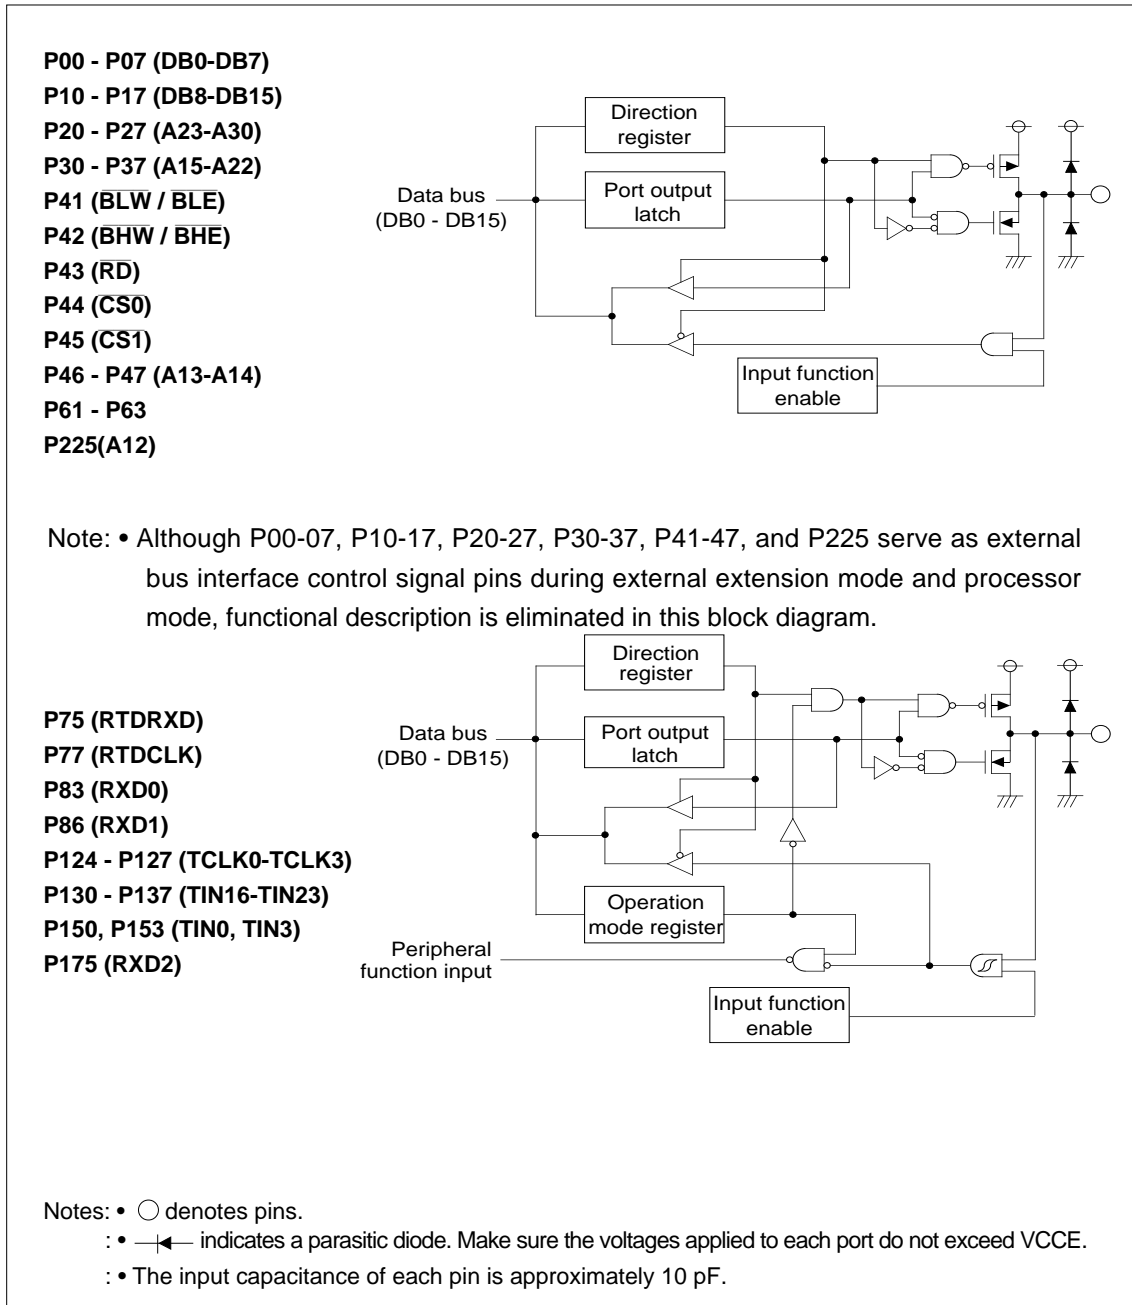 P00 - P07 (DB0-DB7)
P10 - P17 (DB8-DB15)
P20 - P27 (A23-A30)
P30 - P37 (A15-A22)
P41 (B̅L̅W̅ / B̅L̅E̅)
P42 (B̅H̅W̅ / B̅H̅E̅)
P43 (R̅D̅)
P44 (C̅S̅0̅)
P45 (C̅S̅1̅)
P46 - P47 (A13-A14)
P61 - P63
P225(A12)
Direction
register
Data bus
(DB0 - DB15)
Port output
latch
Input function
enable
Note: • Although P00-07, P10-17, P20-27, P30-37, P41-47, and P225 serve as external
bus interface control signal pins during external extension mode and processor
mode, functional description is eliminated in this block diagram.
P75 (RTDRXD)
P77 (RTDCLK)
P83 (RXD0)
P86 (RXD1)
P124 - P127 (TCLK0-TCLK3)
P130 - P137 (TIN16-TIN23)
P150, P153 (TIN0, TIN3)
P175 (RXD2)
Direction
register
Data bus
(DB0 - DB15)
Port output
latch
Operation
mode register
Peripheral
function input
Input function
enable
Notes: • ○ denotes pins.
: • indicates a parasitic diode. Make sure the voltages applied to each port do not exceed VCCE.
: • The input capacitance of each pin is approximately 10 pF.